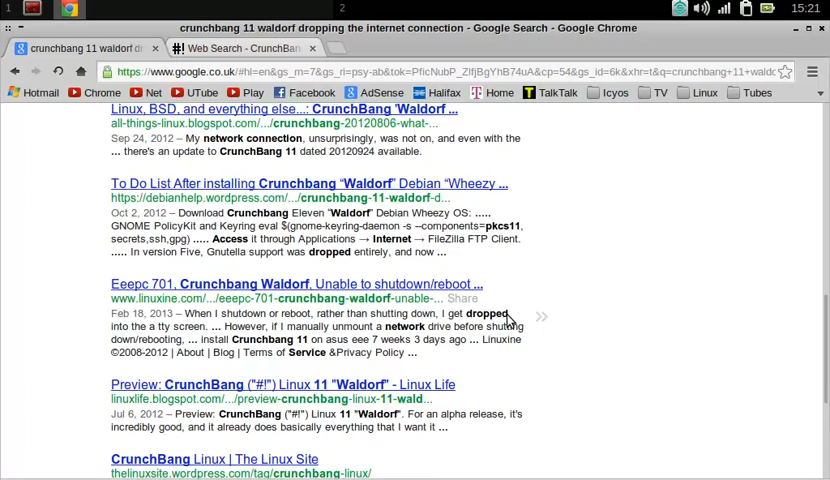 1
2
15:21
crunchbang 11 waldorf dropping the internet connection - Google Search - Google Chrome
crunchbang 11 waldorf dr
#! Web Search - CrunchBan
https://www.google.co.uk/#hl=en&gs_rn=7&gs_ri=psy-ab&tok=PficNubP_ZIfjBgYhB74uA&cp=54&gs_id=6k&xhr=t&q=crunchbang+11+waldo
Hotmail
Chrome
Net
UTube
Play
Facebook
AdSense
Halifax
Home
TalkTalk
Icyos
TV
Linux
Tubes
Linux, BSD, and everything else...: CrunchBang 'Waldorf ...
all-things-linux.blogspot.com/.../crunchbang-20120806-what-...
Sep 24, 2012 – My network connection, unsurprisingly, was not on, and even with the
... there's an update to CrunchBang 11 dated 20120924 available.
To Do List After installing Crunchbang “Waldorf” Debian “Wheezy ...
https://debianhelp.wordpress.com/.../crunchbang-11-waldorf-d...
Oct 2, 2012 – Download Crunchbang Eleven "Waldorf" Debian Wheezy OS: .....
GNOME PolicyKit and Keyring eval $(gnome-keyring-daemon -s --components=pkcs11,
secrets,ssh,gpg) ..... Access it through Applications → Internet → FileZilla FTP Client.
..... In version Five, Gnutella support was dropped entirely, and now ...
Eeepc 701, Crunchbang Waldorf, Unable to shutdown/reboot ...
www.linuxine.com/.../eeepc-701-crunchbang-waldorf-unable-... Share
Feb 18, 2013 – When I shutdown or reboot, rather than shutting down, I get dropped
into the a tty screen. ... However, if I manually unmount a network drive before shutting
down/rebooting, ... install Crunchbang 11 on asus eee 7 weeks 3 days ago ... Linuxine
©2008-2012 | About | Blog | Terms of Service &Privacy Policy ...
Preview: CrunchBang ("#!") Linux 11 "Waldorf" - Linux Life
linuxlife.blogspot.com/.../preview-crunchbang-linux-11-wald...
Jul 6, 2012 – Preview: CrunchBang ("#!") Linux 11 "Waldorf". For an alpha release, it's
incredibly good, and it already does basically everything that I want it ...
CrunchBang Linux | The Linux Site
thelinuxsite.wordpress.com/tag/crunchbang-linux/